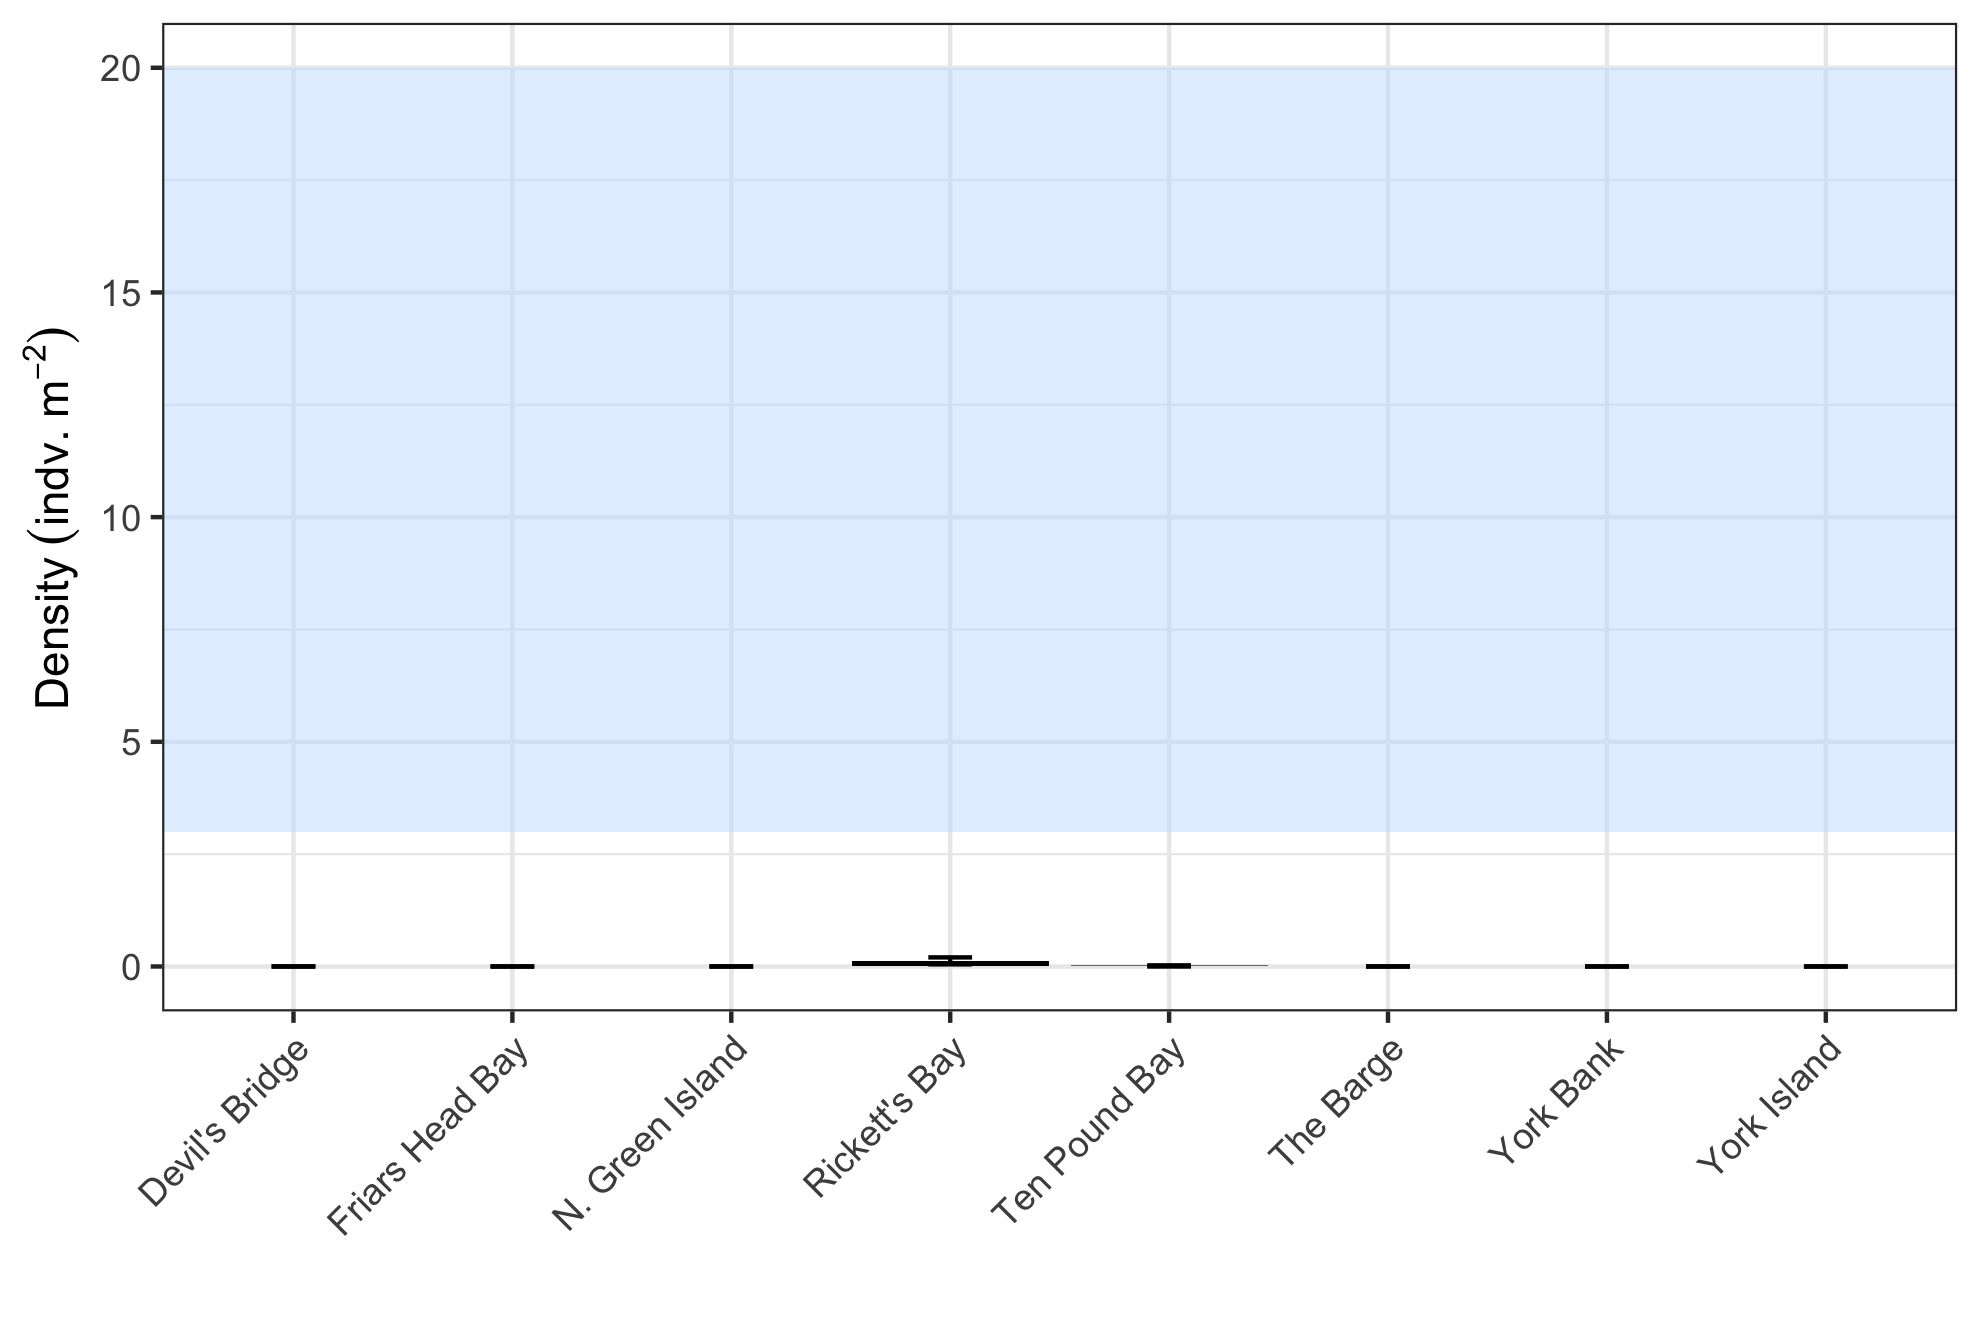 Density (indv. m⁻²)
20
15
10
5
0
Devil's Bridge
Friars Head Bay
N. Green Island
Rickett's Bay
Ten Pound Bay
The Barge
York Bank
York Island